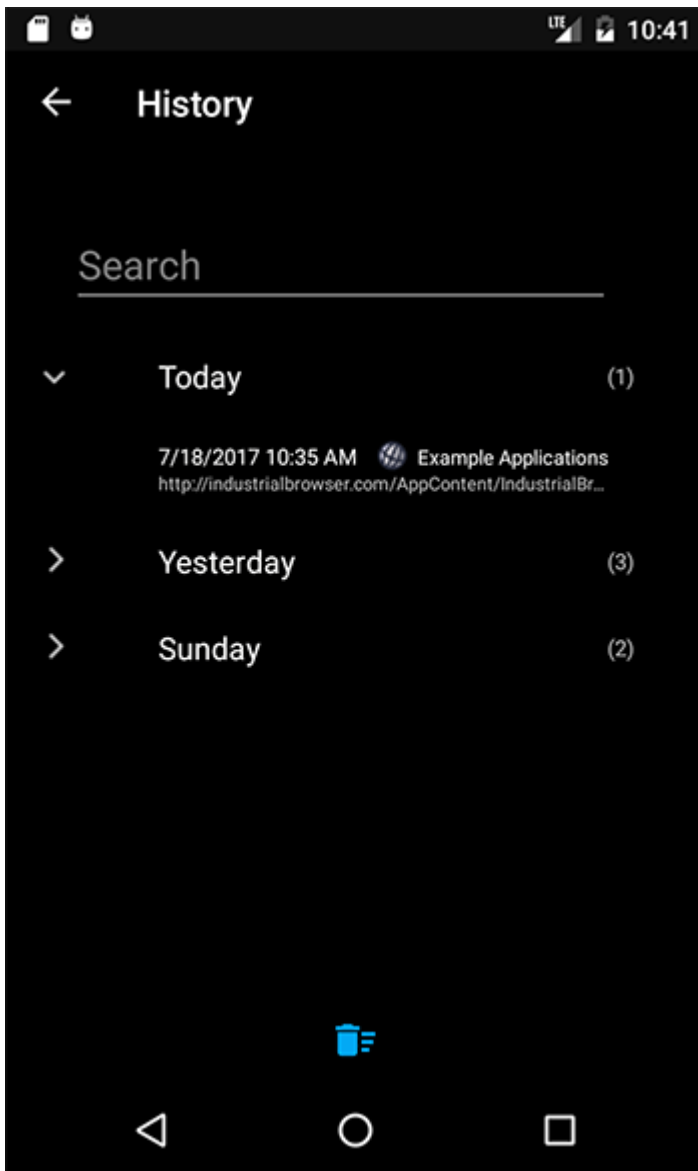 LTE 10:41
History
Search
Today (1)
7/18/2017 10:35 AM Example Applications
http://industrialbrowser.com/AppContent/IndustrialBr...
Yesterday (3)
Sunday (2)